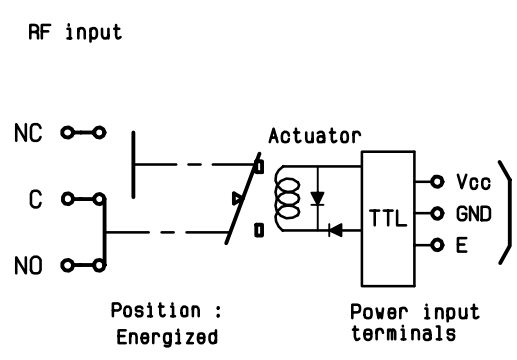 RF input
NC
Actuator
C
Vcc
GND
TTL
E
NO
Position :
Energized
Power input
terminals